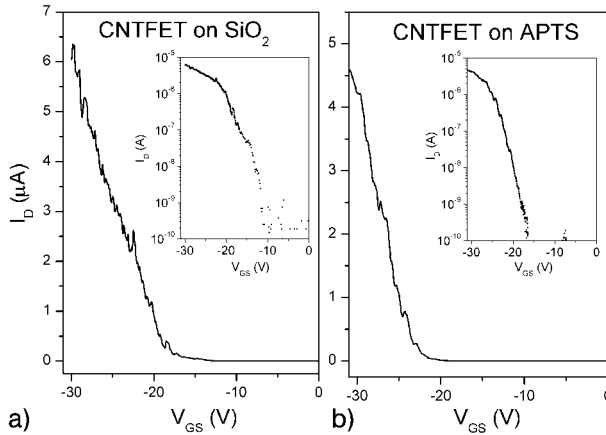 CNTFET on SiO₂
I_D (μA)
7
6
5
4
3
2
1
0
-30 -20 -10 0
V_GS (V)
a)
I_D (A)
10⁻⁵
10⁻⁶
10⁻⁷
10⁻⁸
10⁻⁹
10⁻¹⁰
-30 -20 -10 0
V_GS (V)
CNTFET on APTS
5
4
3
2
1
0
-30 -20 -10 0
V_GS (V)
b)
I_D (A)
10⁻⁵
10⁻⁶
10⁻⁷
10⁻⁸
10⁻⁹
10⁻¹⁰
-30 -20 -10 0
V_GS (V)